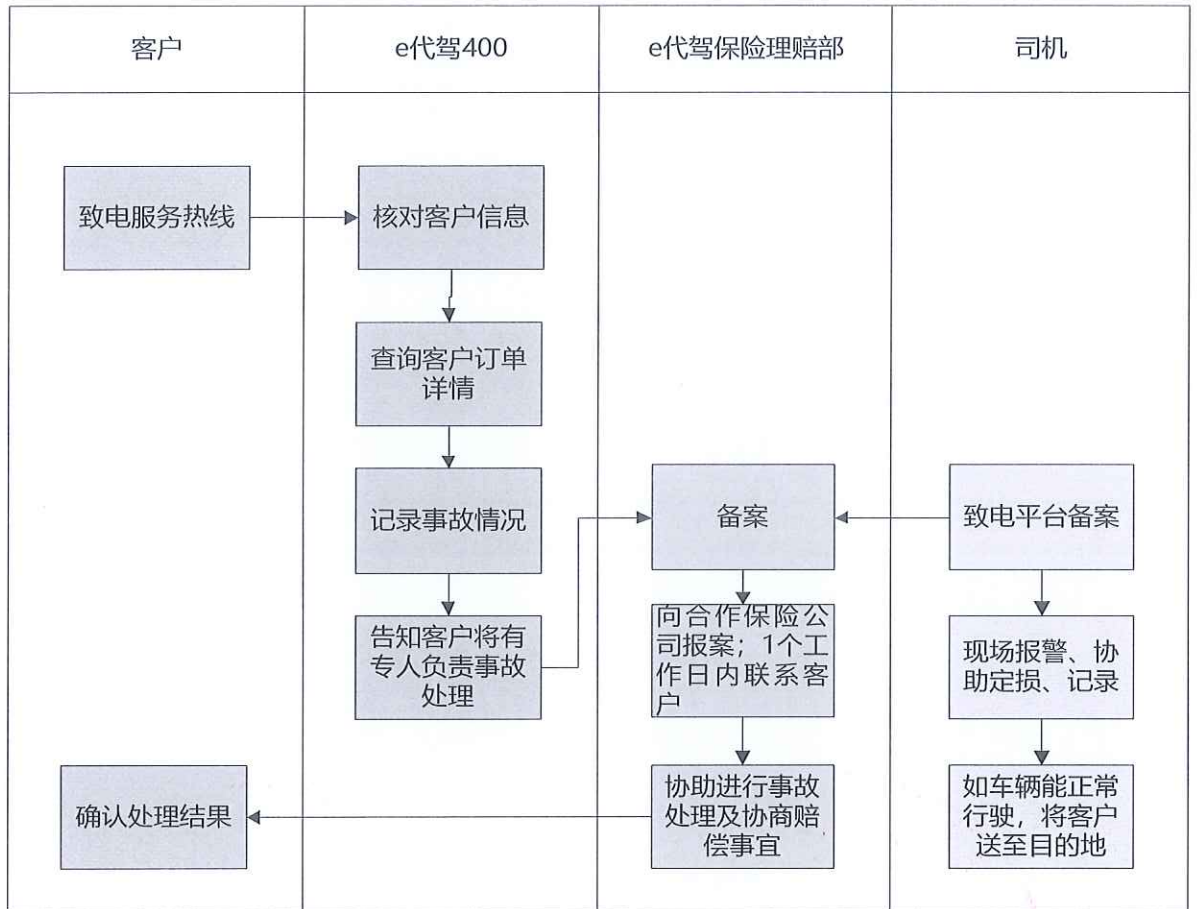 客户
e代驾400
e代驾保险理赔部
司机
致电服务热线
核对客户信息
查询客户订单
详情
记录事故情况
备案
致电平台备案
告知客户将有
专人负责事故
处理
向合作保险公
司报案；1个工
作日内联系客
户
现场报警、协
助定损、记录
确认处理结果
协助进行事故
处理及协商赔
偿事宜
如车辆能正常
行驶，将客户
送至目的地